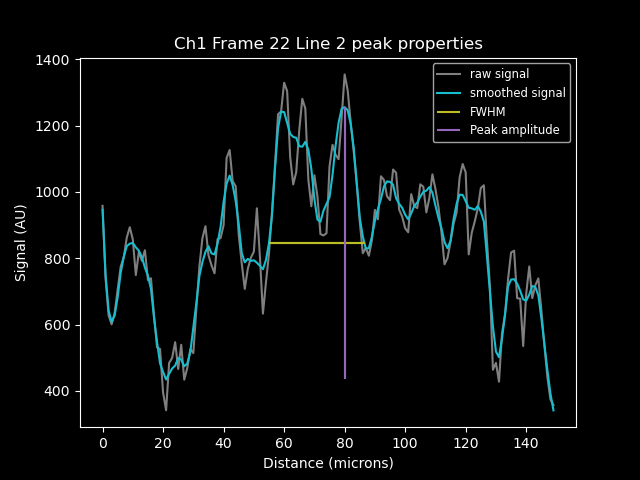 Ch1 Frame 22 Line 2 peak properties
raw signal
smoothed signal
FWHM
Peak amplitude
Signal (AU)
1400
1200
1000
800
600
400
0 20 40 60 80 100 120 140
Distance (microns)